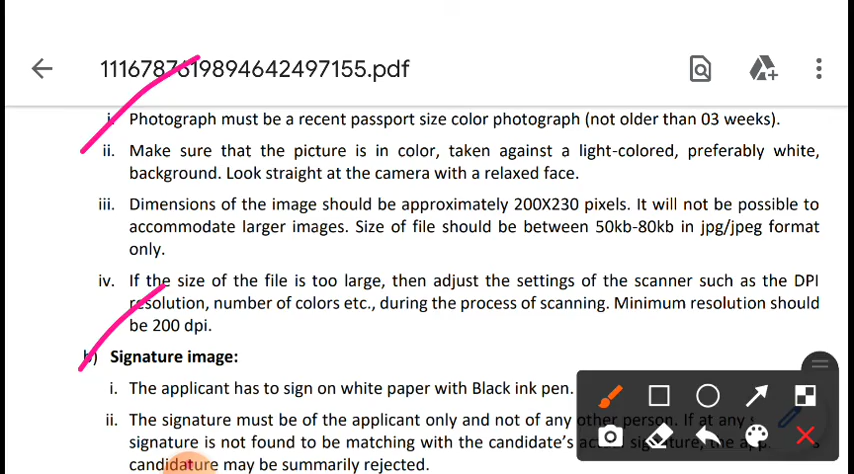 1116787619894642497155.pdf
i. Photograph must be a recent passport size color photograph (not older than 03 weeks).
ii. Make sure that the picture is in color, taken against a light-colored, preferably white,
background. Look straight at the camera with a relaxed face.
iii. Dimensions of the image should be approximately 200X230 pixels. It will not be possible to
accommodate larger images. Size of file should be between 50kb-80kb in jpg/jpeg format
only.
iv. If the size of the file is too large, then adjust the settings of the scanner such as the DPI
resolution, number of colors etc., during the process of scanning. Minimum resolution should
be 200 dpi.
b) Signature image:
i. The applicant has to sign on white paper with Black ink pen.
ii. The signature must be of the applicant only and not of any other person. If at any
signature is not found to be matching with the candidate's actual signature, the
candidature may be summarily rejected.